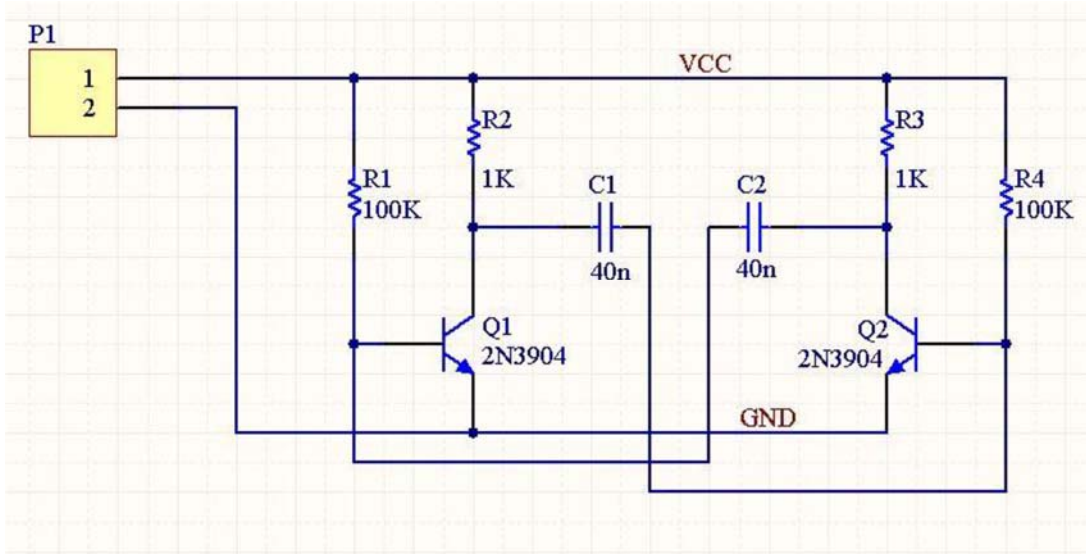 P1
1
2
VCC
R2
1K
R3
1K
R1
100K
C1
40n
C2
40n
R4
100K
Q1
2N3904
Q2
2N3904
GND